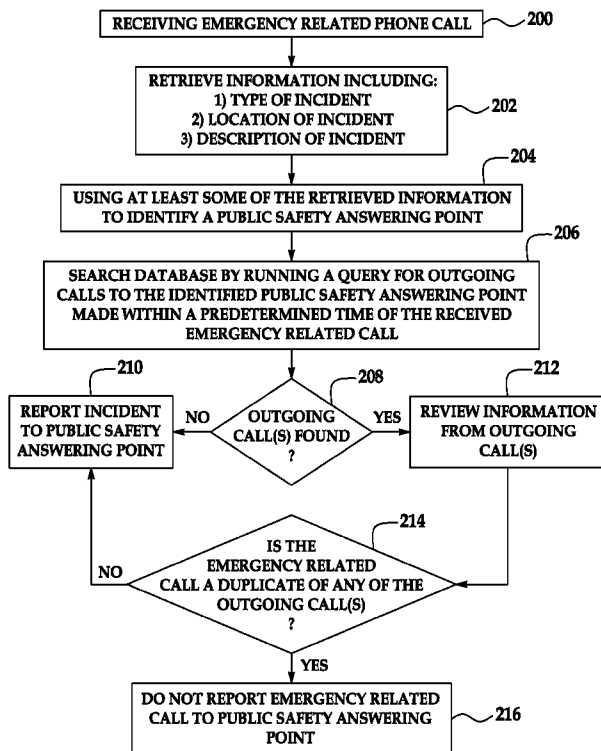 RECEIVING EMERGENCY RELATED PHONE CALL
200
RETRIEVE INFORMATION INCLUDING:
1) TYPE OF INCIDENT
2) LOCATION OF INCIDENT
3) DESCRIPTION OF INCIDENT
202
204
USING AT LEAST SOME OF THE RETRIEVED INFORMATION
TO IDENTIFY A PUBLIC SAFETY ANSWERING POINT
206
SEARCH DATABASE BY RUNNING A QUERY FOR OUTGOING
CALLS TO THE IDENTIFIED PUBLIC SAFETY ANSWERING POINT
MADE WITHIN A PREDETERMINED TIME OF THE RECEIVED
EMERGENCY RELATED CALL
208
OUTGOING
CALL(S) FOUND
?
NO
YES
210
REPORT INCIDENT
TO PUBLIC SAFETY
ANSWERING POINT
212
REVIEW INFORMATION
FROM OUTGOING
CALL(S)
214
IS THE
EMERGENCY RELATED
CALL A DUPLICATE OF ANY OF THE
OUTGOING CALL(S)
?
NO
YES
DO NOT REPORT EMERGENCY RELATED
CALL TO PUBLIC SAFETY ANSWERING
POINT
216